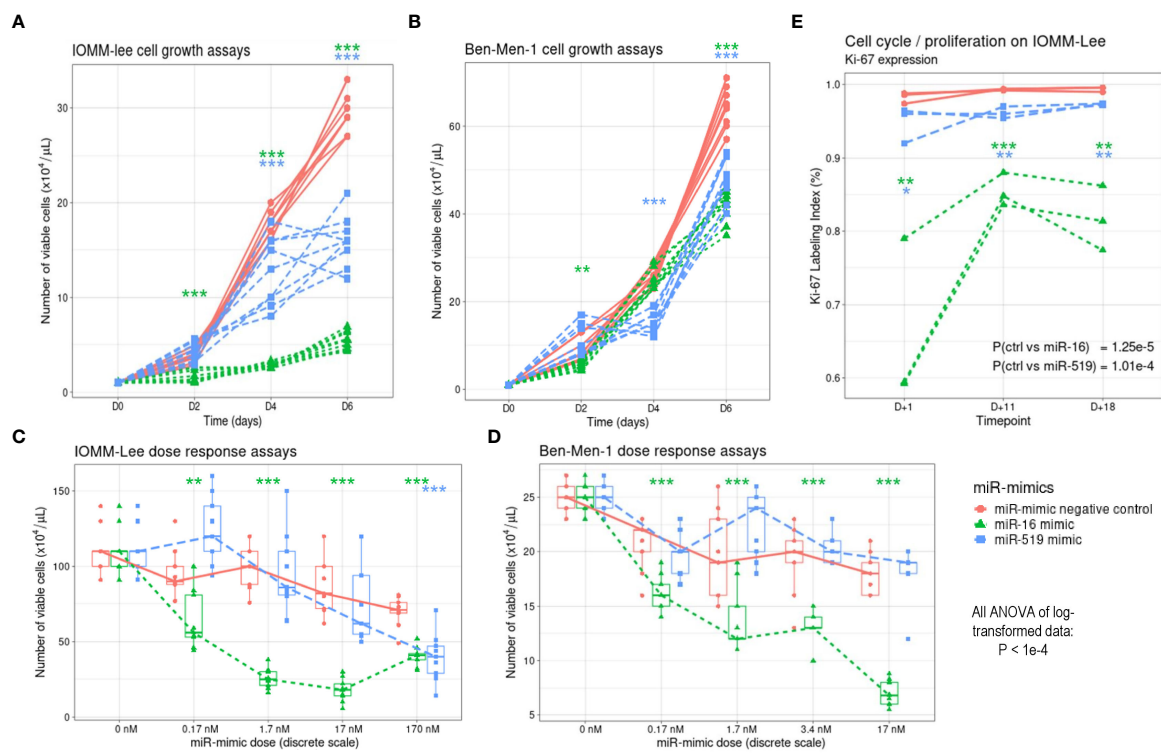 A
IOMM-lee cell growth assays
Number of viable cells (x10⁴/µL)
30
20
10
0
***
***
***
***
***
D0
D2
D4
D6
Time (days)
B
Ben-Men-1 cell growth assays
Number of viable cells (x10⁴/µL)
60
40
20
0
**
***
***
***
D0
D2
D4
D6
Time (days)
E
Cell cycle / proliferation on IOMM-Lee
Ki-67 expression
Ki-67 Labeling Index (%)
1.0
0.9
0.8
0.7
0.6
**
*
***
**
**
**
P(ctrl vs miR-16) = 1.25e-5
P(ctrl vs miR-519) = 1.01e-4
D+1
D+11
D+18
Timepoint
C
IOMM-Lee dose response assays
Number of viable cells (x10⁴/µL)
150
100
50
0
**
***
***
***
***
0 nM
0.17 nM
1.7 nM
17 nM
170 nM
miR-mimic dose (discrete scale)
D
Ben-Men-1 dose response assays
Number of viable cells (x10⁴/µL)
25
20
15
10
5
***
***
***
***
0 nM
0.17 nM
1,7 nM
3.4 nM
17 nM
miR-mimic dose (discrete scale)
miR-mimics
miR-mimic negative control
miR-16 mimic
miR-519 mimic
All ANOVA of log-
transformed data:
P < 1e-4